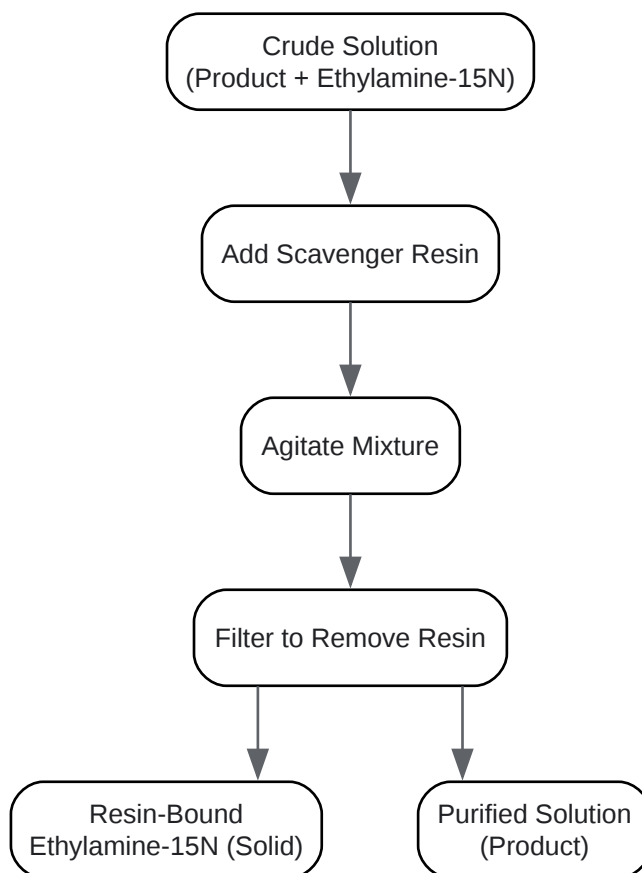 Crude Solution
(Product + Ethylamine-15N)
Add Scavenger Resin
Agitate Mixture
Filter to Remove Resin
Resin-Bound
Ethylamine-15N (Solid)
Purified Solution
(Product)